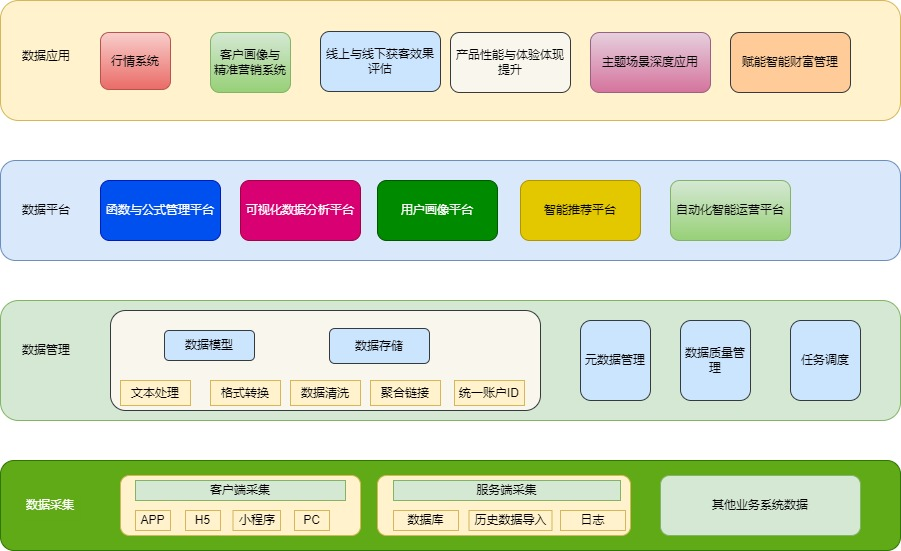 数据应用
行情系统
客户画像与
精准营销系统
线上与线下获客效果
评估
产品性能与体验体现
提升
主题场景深度应用
赋能智能财富管理
数据平台
函数与公式管理平台
可视化数据分析平台
用户画像平台
智能推荐平台
自动化智能运营平台
数据管理
数据模型
数据存储
文本处理
格式转换
数据清洗
聚合链接
统一账户ID
元数据管理
数据质量管
理
任务调度
数据采集
客户端采集
APP
H5
小程序
PC
服务端采集
数据库
历史数据导入
日志
其他业务系统数据